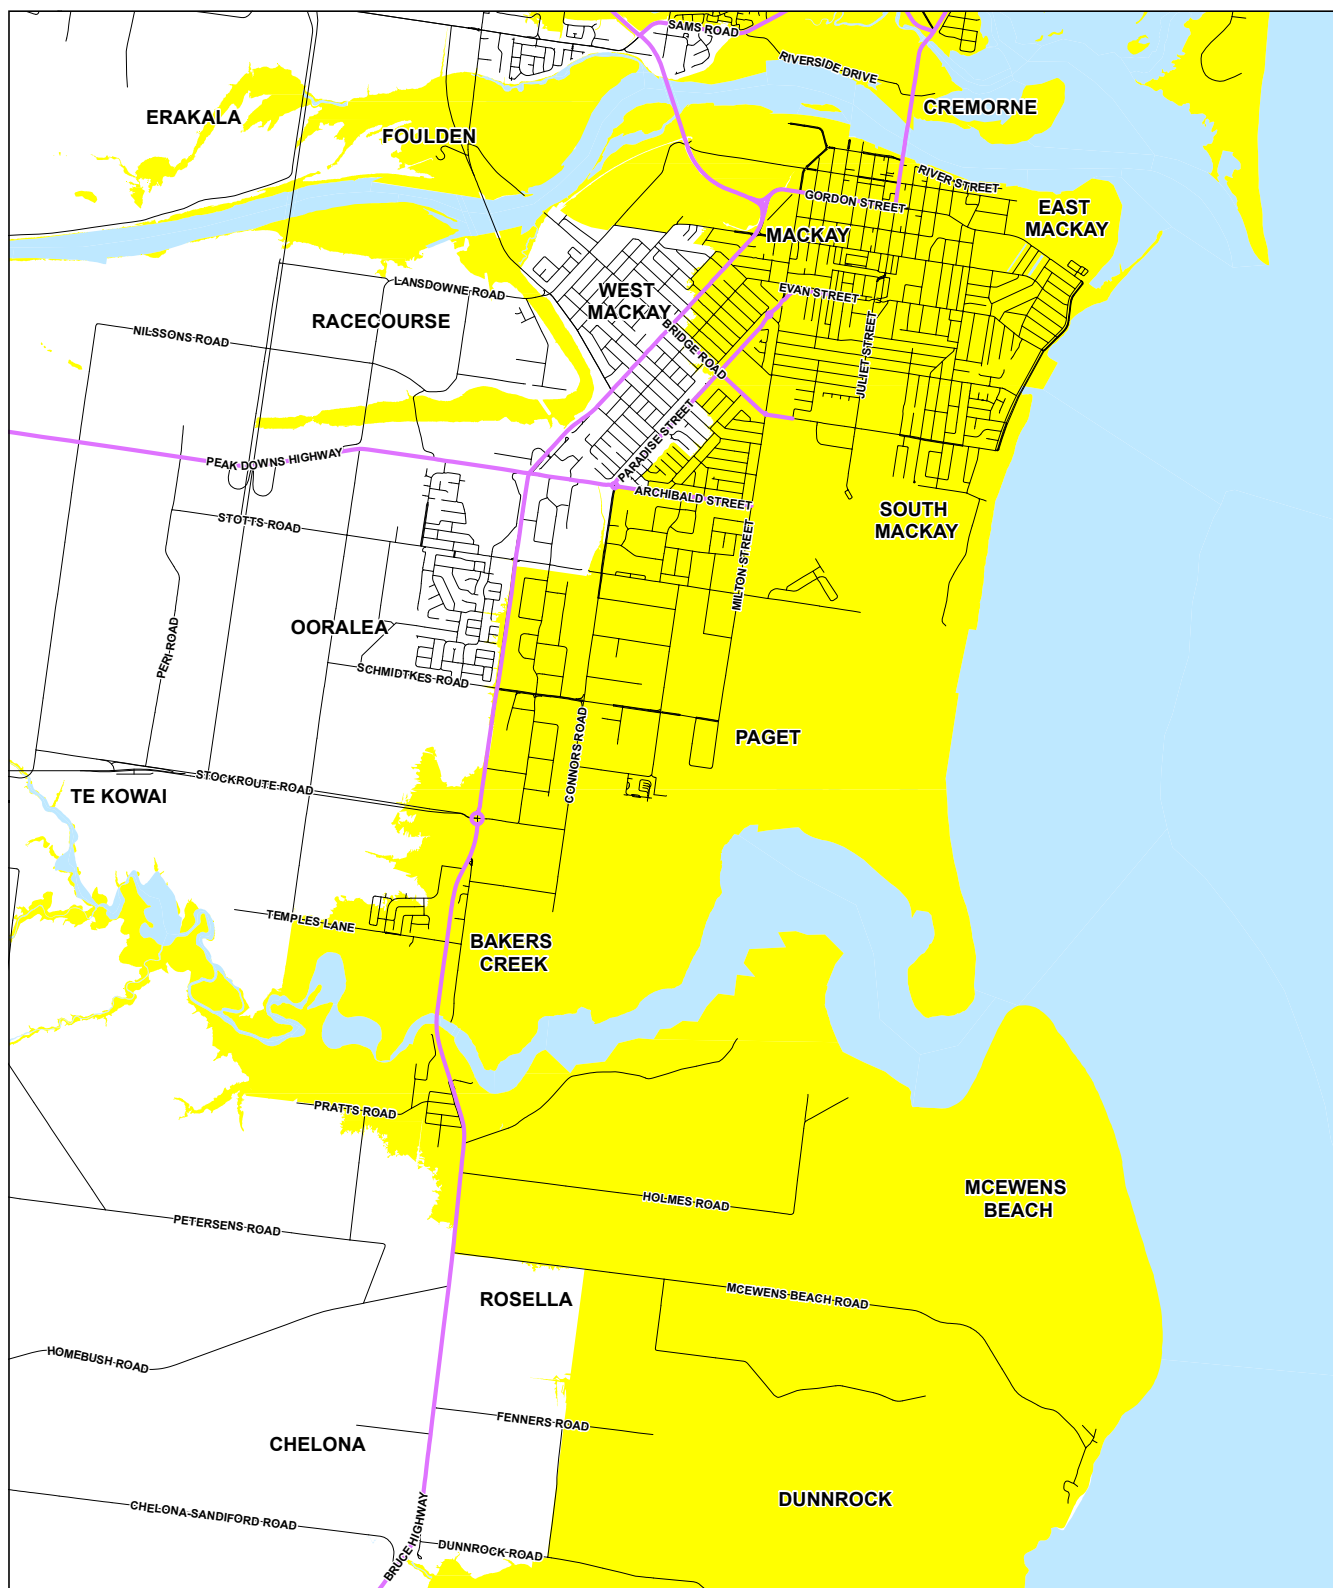 SAMS ROAD
RIVERSIDE DRIVE
CREMORNE
ERAKALA
FOULDEN
RIVER STREET
GORDON STREET
EAST
MACKAY
MACKAY
LANSDOWNE ROAD
WEST
MACKAY
EVAN STREET
RACECOURSE
NILSSONS ROAD
BRIDGE ROAD
JULIET STREET
PARADISE STREET
PEAK DOWNS HIGHWAY
ARCHIBALD STREET
SOUTH
MACKAY
STOTTS ROAD
MILTON STREET
OORALEA
PERI ROAD
SCHMIDTKES ROAD
PAGET
CONNORS ROAD
STOCKROUTE ROAD
TE KOWAI
TEMPLES LANE
BAKERS
CREEK
PRATTS ROAD
MCEWENS
BEACH
HOLMES ROAD
PETERSENS ROAD
ROSELLA
MCEWENS BEACH ROAD
HOMEBUSH ROAD
FENNERS ROAD
CHELONA
DUNNROCK
CHELONA-SANDIFORD ROAD
BRUCE HIGHWAY
DUNNROCK ROAD